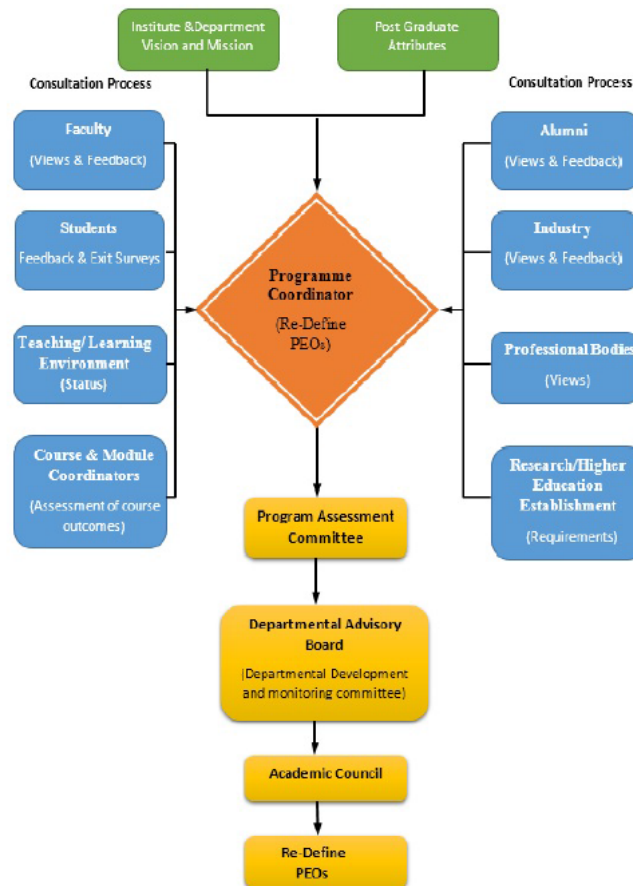 Institute &Department
Vision and Mission
Post Graduate
Attributes
Consultation Process
Consultation Process
Faculty
(Views & Feedback)
Students
Feedback & Exit Surveys
Teaching/ Learning
Environment
(Status)
Course & Module
Coordinators
(Assessment of course
outcomes)
Alumni
(Views & Feedback)
Industry
(Views & Feedback)
Professional Bodies
(Views)
Research/Higher
Education
Establishment
(Requirements)
Programme
Coordinator
(Re-Define
PEOs)
Program Assessment
Committee
Departmental Advisory
Board
(Departmental Development
and monitoring committee)
Academic Council
Re-Define
PEOs